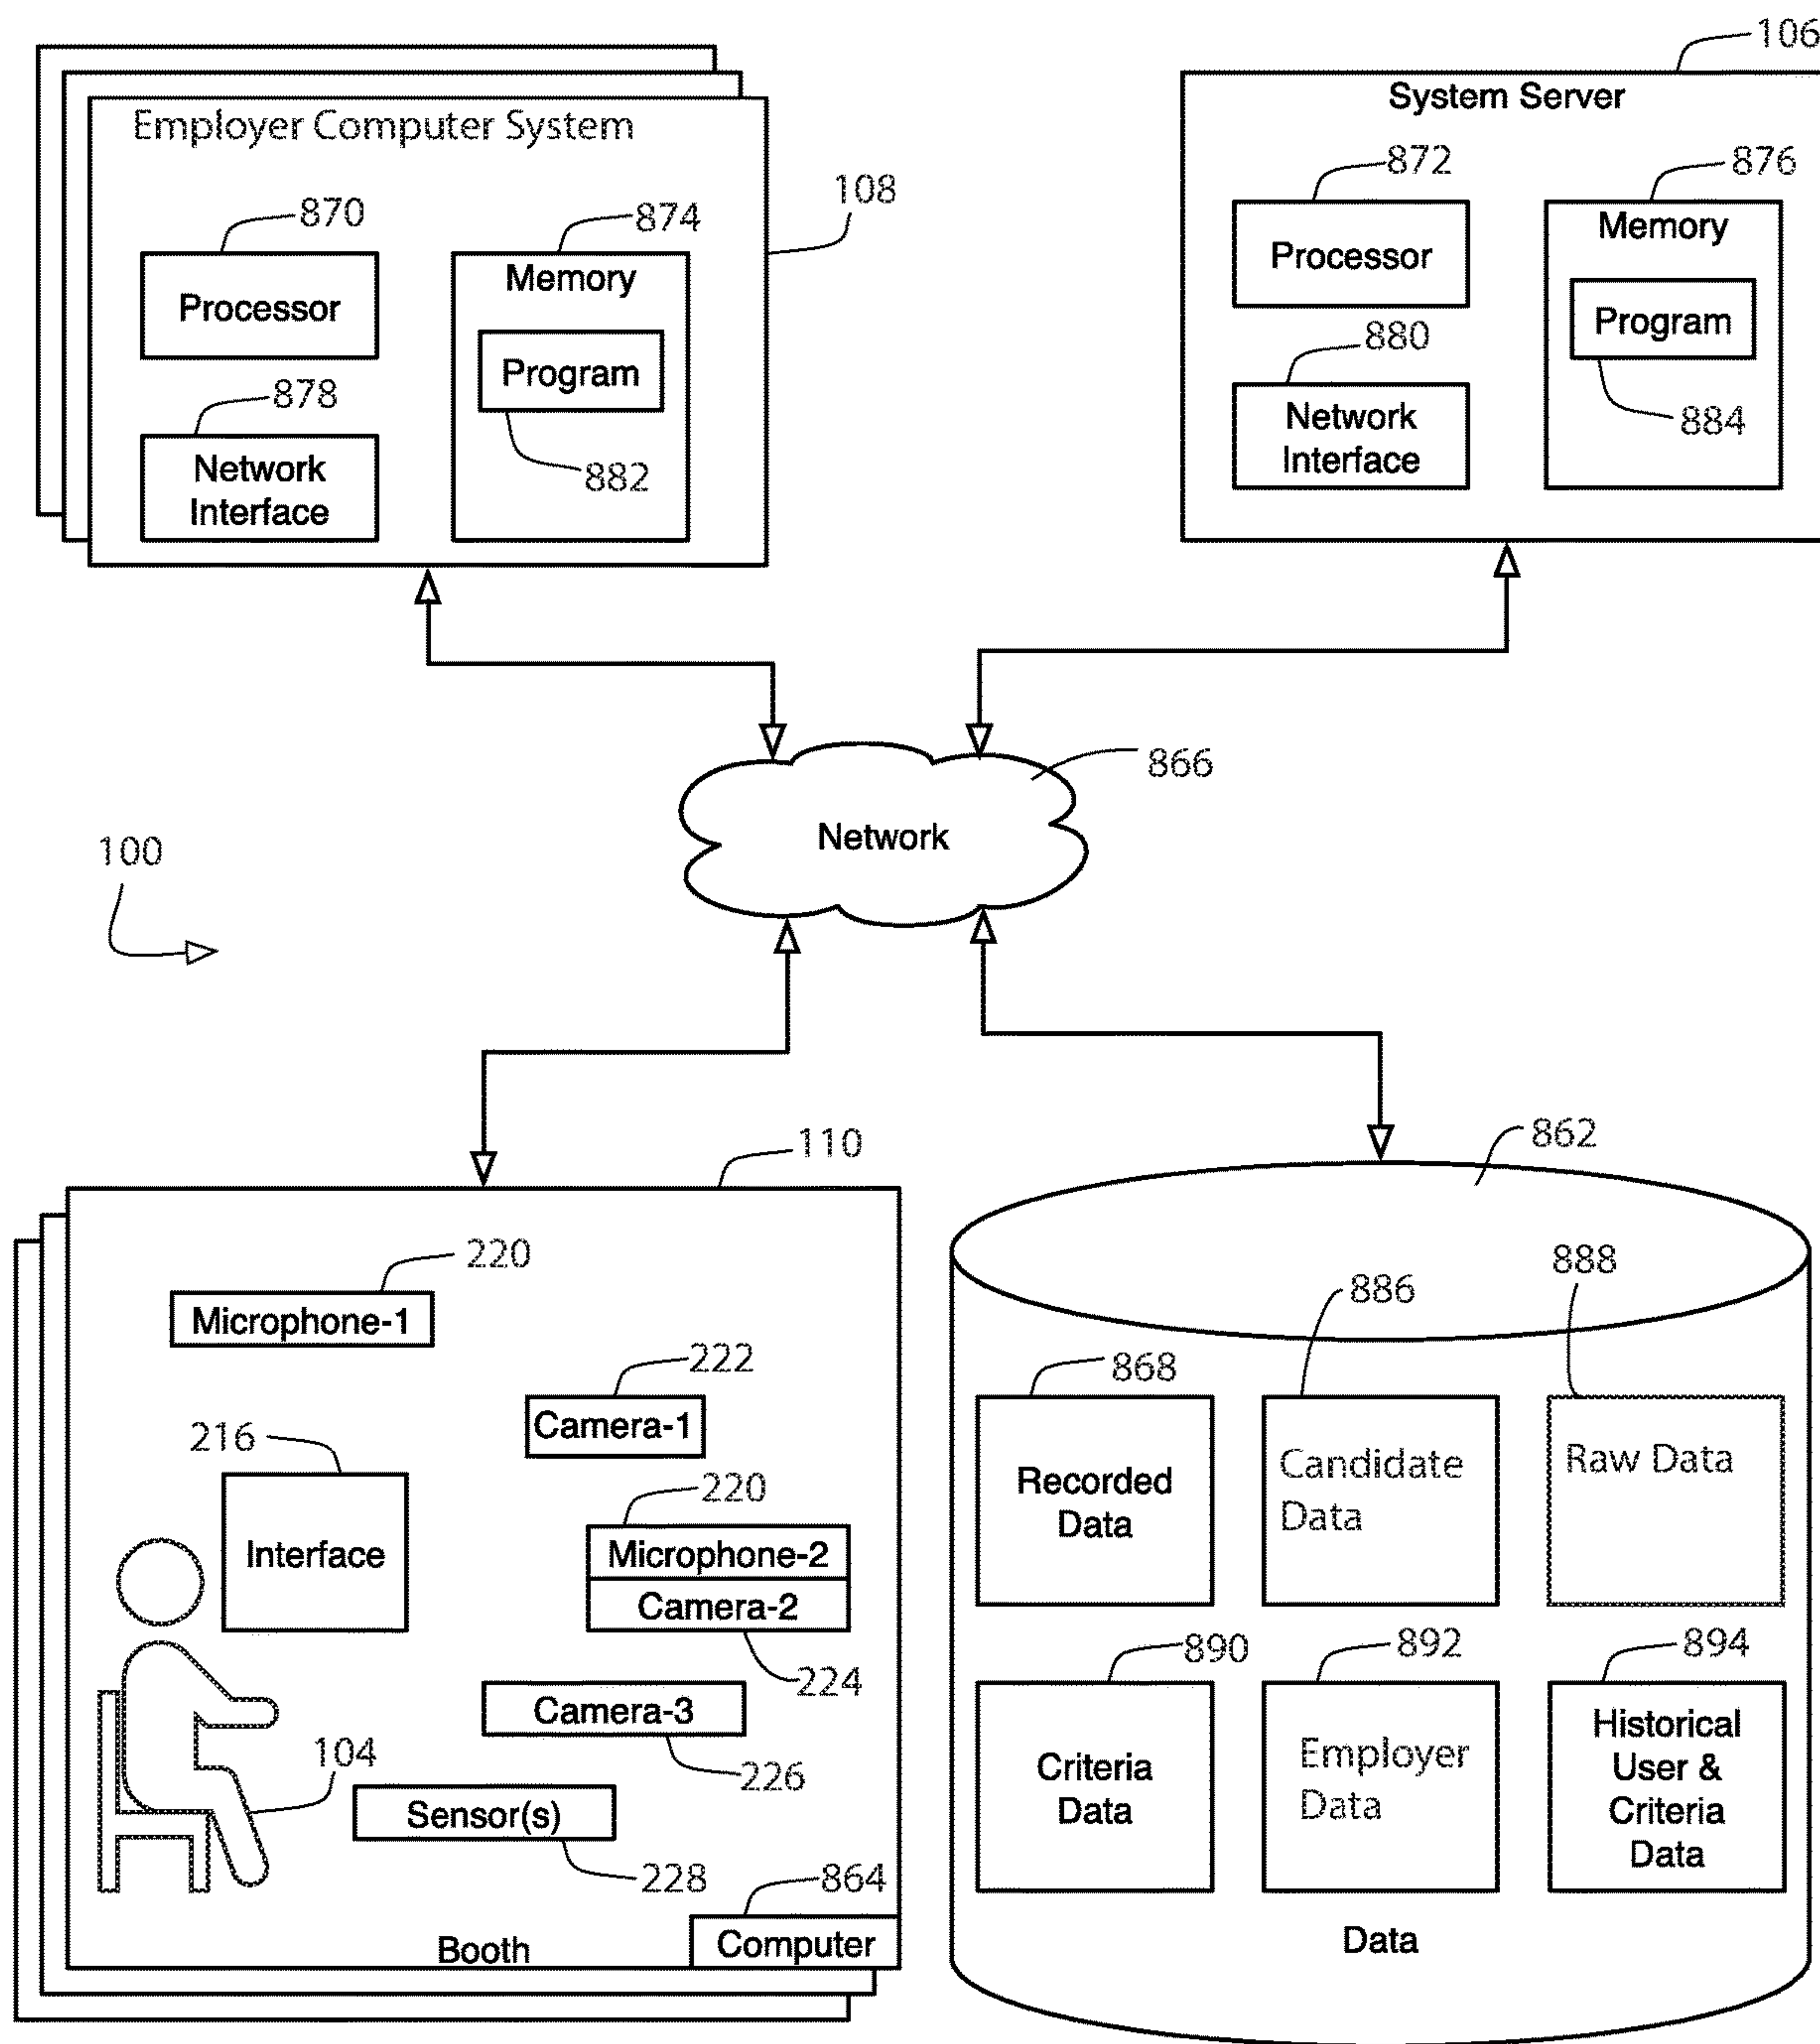 106
Employer Computer System
System Server
108
870
874
872
876
Processor
Memory
Program
Processor
Memory
Program
878
880
Network
Interface
882
Network
Interface
884
866
Network
100
110
862
220
Microphone-1
222
Camera-1
216
Interface
220
Microphone-2
Camera-2
224
Camera-3
226
104
Sensor(s)
228
864
Computer
Booth
868
886
888
Recorded
Data
Candidate
Data
Raw Data
890
892
894
Criteria
Data
Employer
Data
Historical
User &
Criteria
Data
Data